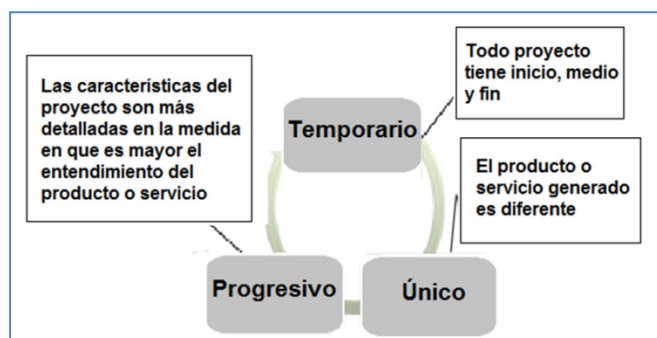 Las características del
proyecto son más
detalladas en la medida
en que es mayor el
entendimiento del
producto o servicio
Temporario
Todo proyecto
tiene inicio, medio
y fin
El producto o
servicio generado
es diferente
Progresivo
Único